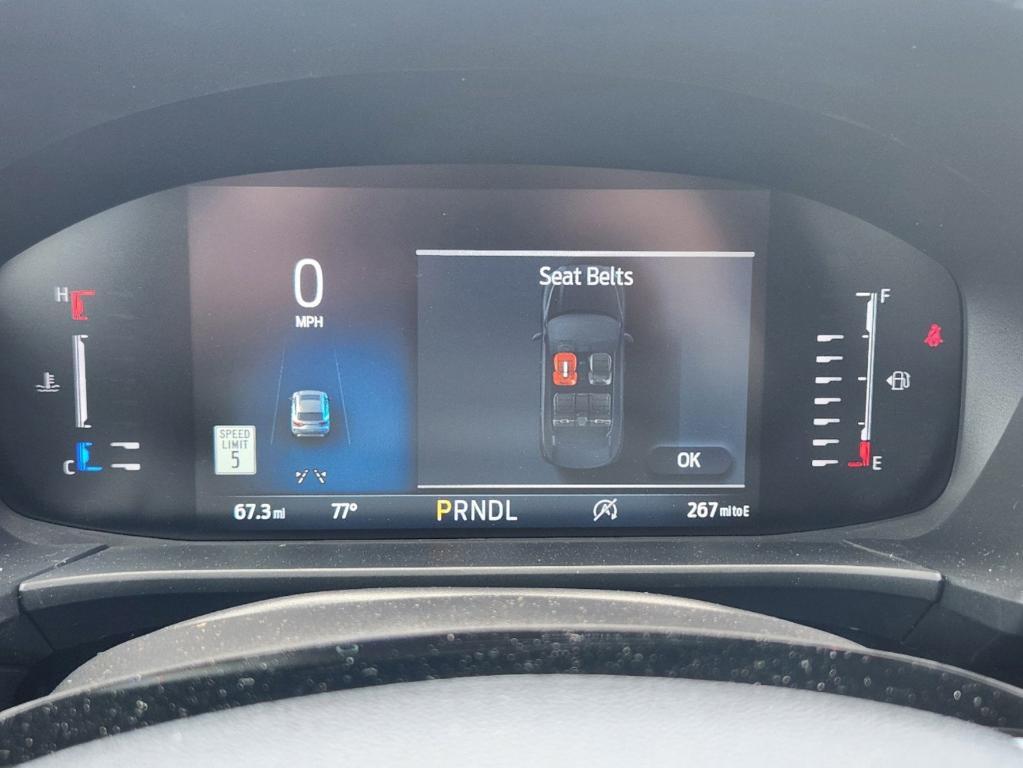 0
MPH
Seat Belts
H
C
F
E
SPEED
LIMIT
5
OK
67.3 mi
77°
PRNDL
A
267 mi to E